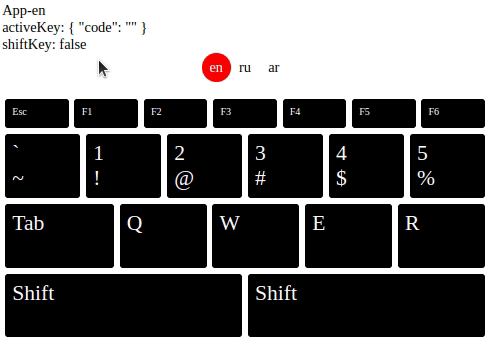 App-en
activeKey: { "code": "" }
shiftKey: false
en ru ar
Esc F1 F2 F3 F4 F5 F6
` 1 2 3 4 5
~ ! @ # $ %
Tab Q W E R
Shift Shift